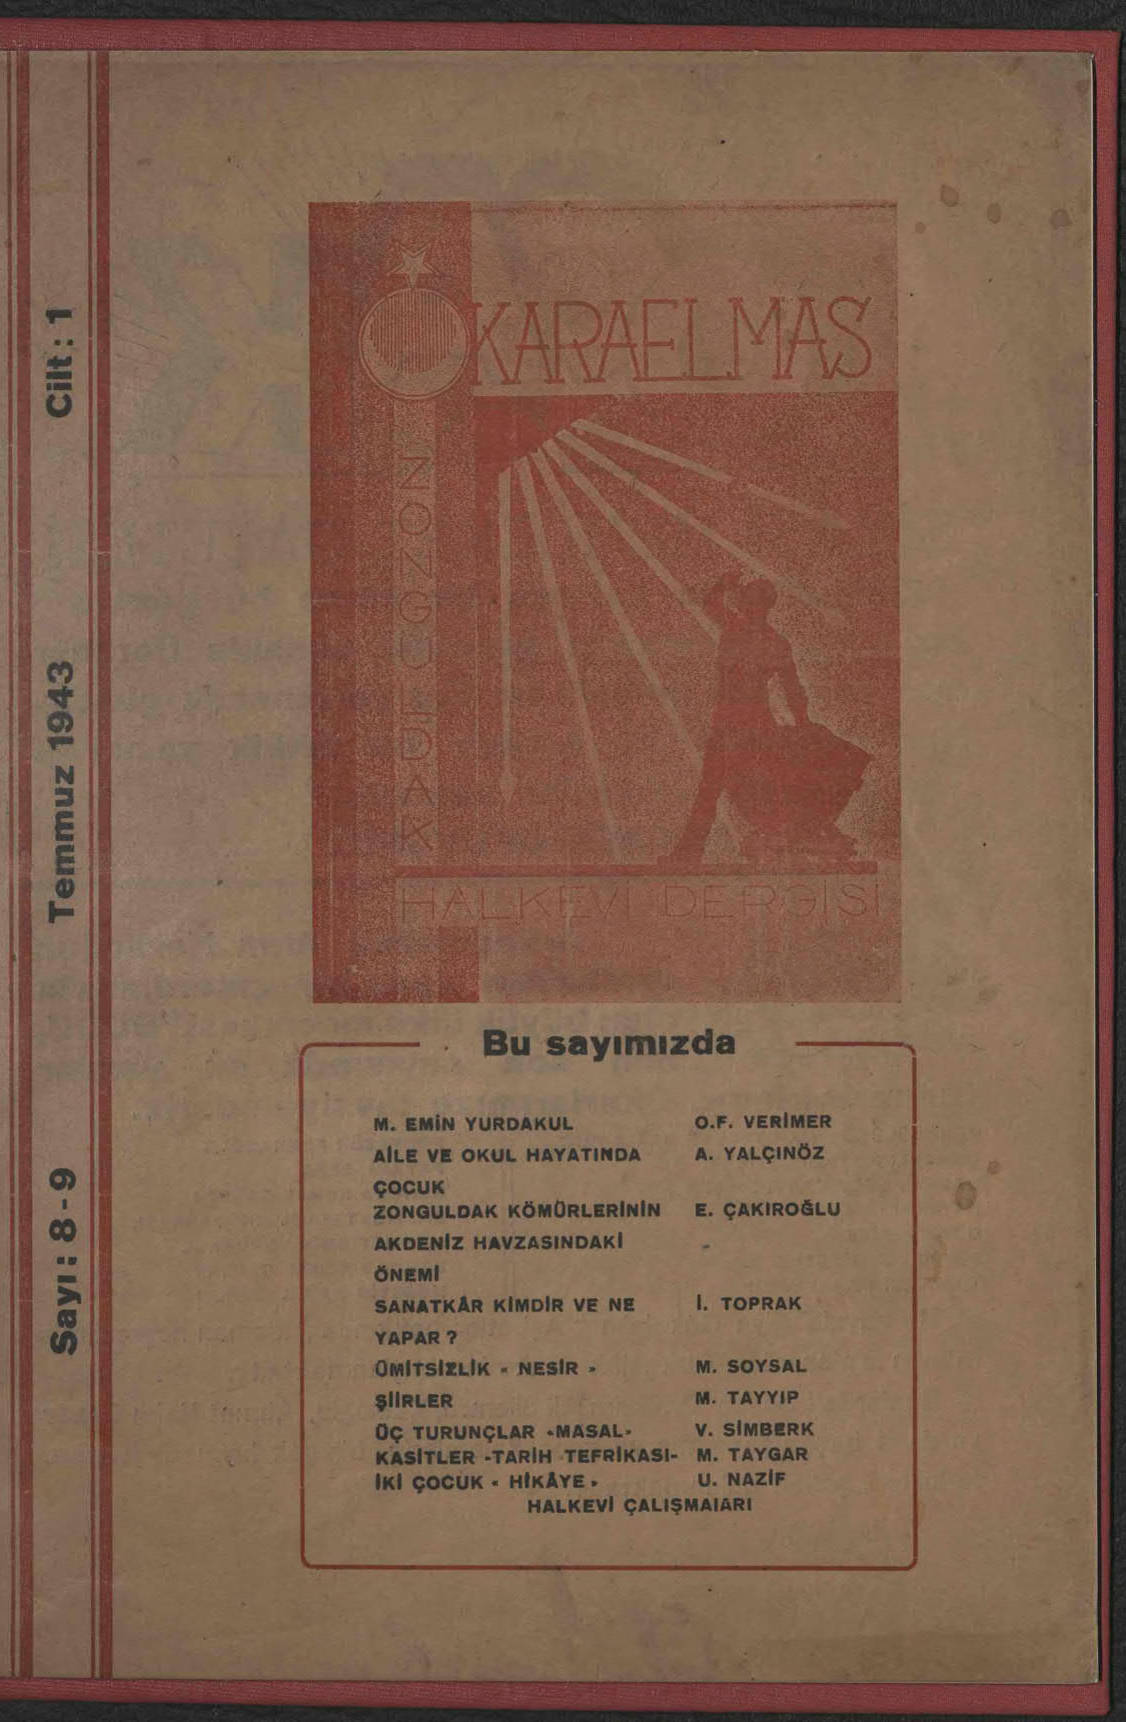 Cilt: 1
Temmuz 1943
Sayı: 8-9
KARAELMAS
ZONGULDAK
HALKEVİ DERGİSİ
Bu sayımızda
M. EMİN YURDAKUL O.F. VERİMER
AİLE VE OKUL HAYATINDA A. YALÇINÖZ
ÇOCUK
ZONGULDAK KÖMÜRLERİNİN E. ÇAKIROĞLU
AKDENİZ HAVZASINDAKİ
ÖNEMİ
SANATKÂR KİMDİR VE NE İ. TOPRAK
YAPAR ?
ÜMİTSİZLİK « NESİR » M. SOYSAL
ŞİİRLER M. TAYYIP
ÜÇ TURUNÇLAR -MASAL- V. SİMBERK
KASİTLER -TARİH TEFRİKASI- M. TAYGAR
İKİ ÇOCUK « HİKÂYE » U. NAZİF
HALKEVİ ÇALIŞMALARI